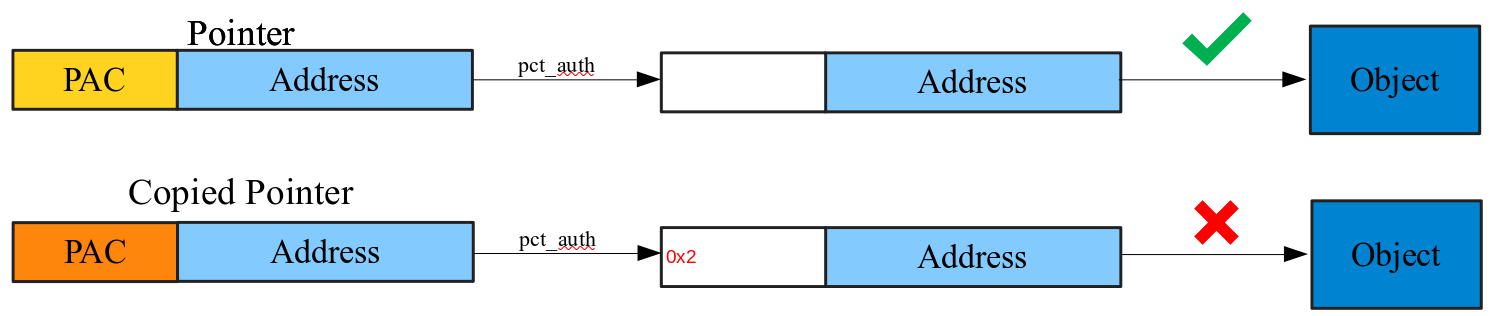 Pointer
PAC Address pct_auth Address Object
Copied Pointer
PAC Address pct_auth 0x2 Address Object